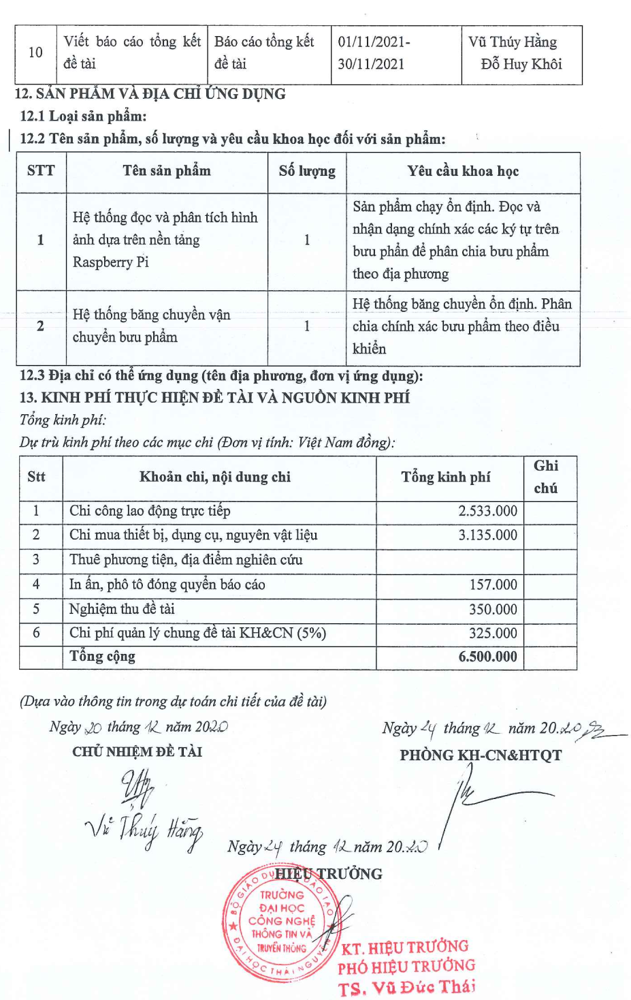 10 Viết báo cáo tổng kết Báo cáo tổng kết 01/11/2021- Vũ Thúy Hằng
đề tài đề tài 30/11/2021 Đỗ Huy Khôi
12. SẢN PHẨM VÀ ĐỊA CHỈ ỨNG DỤNG
12.1 Loại sản phẩm:
12.2 Tên sản phẩm, số lượng và yêu cầu khoa học đối với sản phẩm:
STT Tên sản phẩm Số lượng Yêu cầu khoa học
1 Hệ thống đọc và phân tích hình
ảnh dựa trên nền tảng
Raspberry Pi
1
Sản phẩm chạy ổn định. Đọc và
nhận dạng chính xác các ký tự trên
bưu phẩn để phân chia bưu phẩm
theo địa phương
2 Hệ thống băng chuyền vận
chuyển bưu phẩm
1
Hệ thống băng chuyền ổn định. Phân
chia chính xác bưu phẩm theo điều
khiển
12.3 Địa chỉ có thể ứng dụng (tên địa phương, đơn vị ứng dụng):
13. KINH PHÍ THỰC HIỆN ĐỀ TÀI VÀ NGUỒN KINH PHÍ
Tổng kinh phí:
Dự trù kinh phí theo các mục chi (Đơn vị tính: Việt Nam đồng):
Stt Khoản chi, nội dung chi Tổng kinh phí Ghi
chú
1 Chi công lao động trực tiếp 2.533.000
2 Chi mua thiết bị, dụng cụ, nguyên vật liệu 3.135.000
3 Thuê phương tiện, địa điểm nghiên cứu
4 In ấn, phô tô đóng quyển báo cáo 157.000
5 Nghiệm thu đề tài 350.000
6 Chi phí quản lý chung đề tài KH&CN (5%) 325.000
Tổng cộng 6.500.000
(Dựa vào thông tin trong dự toán chi tiết của đề tài)
Ngày 20 tháng 12 năm 2020
CHỦ NHIỆM ĐỀ TÀI
Vũ Thúy Hằng
Ngày 24 tháng 12 năm 20.20
PHÒNG KH-CN&HTQT
Ngày 24 tháng 12 năm 20.20
HIỆU TRƯỞNG
BỘ GIÁO DỤC VÀ ĐÀO TẠO
TRƯỜNG
ĐẠI HỌC
CÔNG NGHỆ
THÔNG TIN VÀ
TRUYỀN THÔNG
ĐẠI HỌC THÁI NGUYÊN
KT. HIỆU TRƯỞNG
PHÓ HIỆU TRƯỞNG
TS. Vũ Đức Thái